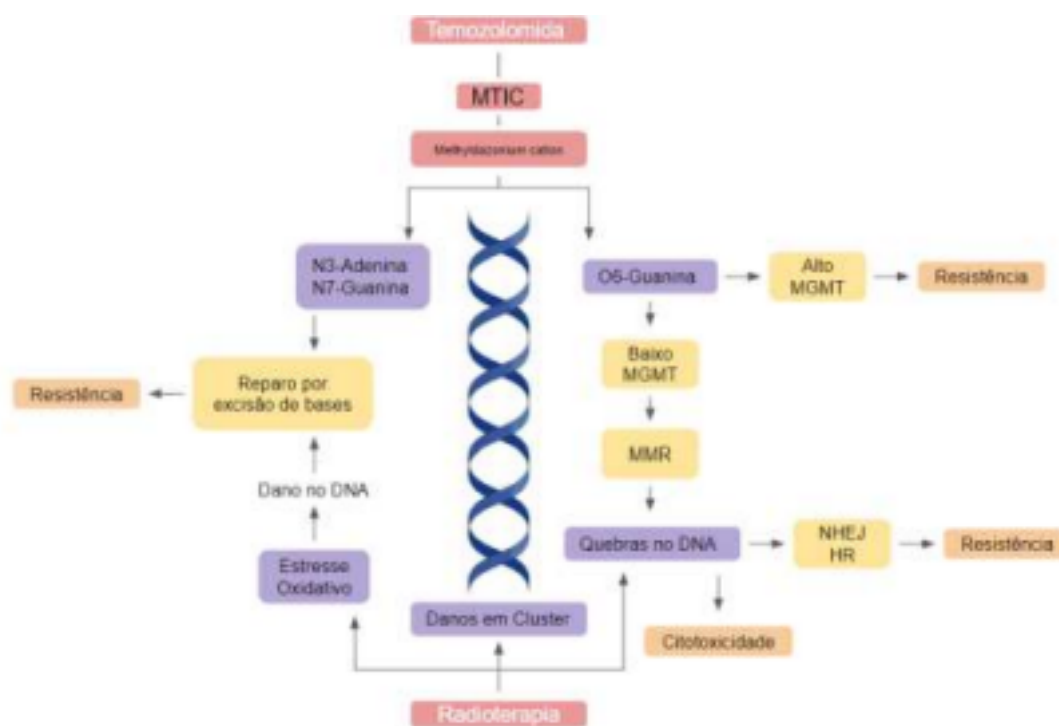 Temozolomida
MTIC
Methyldiazonium cation
N3-Adenina
N7-Guanina
O6-Guanina
Alto
MGMT
Resistência
Baixo
MGMT
Resistência
Reparo por
excisão de bases
MMR
Dano no DNA
Quebras no DNA
NHEJ
HR
Resistência
Estresse
Oxidativo
Danos em Cluster
Citotoxicidade
Radioterapia